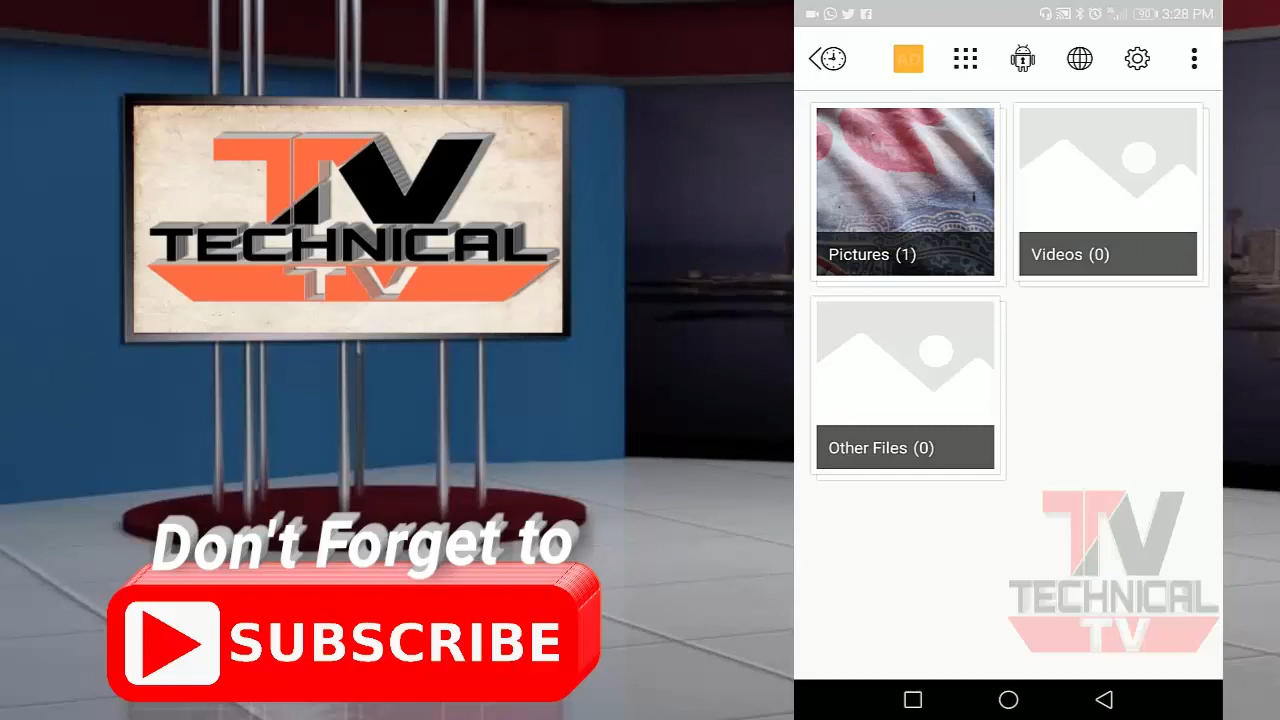 TV
TECHNICAL
TV
Don't Forget to
SUBSCRIBE
90
3:28 PM
AD
Pictures (1)
Videos (0)
Other Files (0)
TV
TECHNICAL
TV